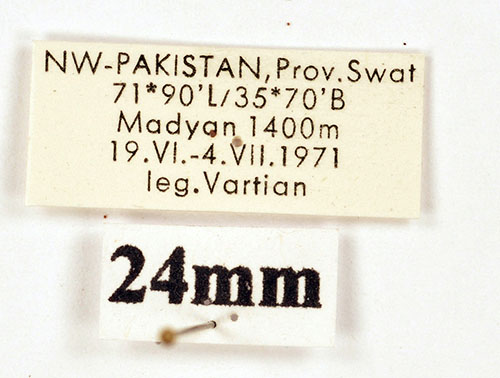 NW-PAKISTAN, Prov. Swat
71*90'L/35*70'B
Madyan 1400m
19.VI.-4.VII.1971
leg. Vartian
24mm